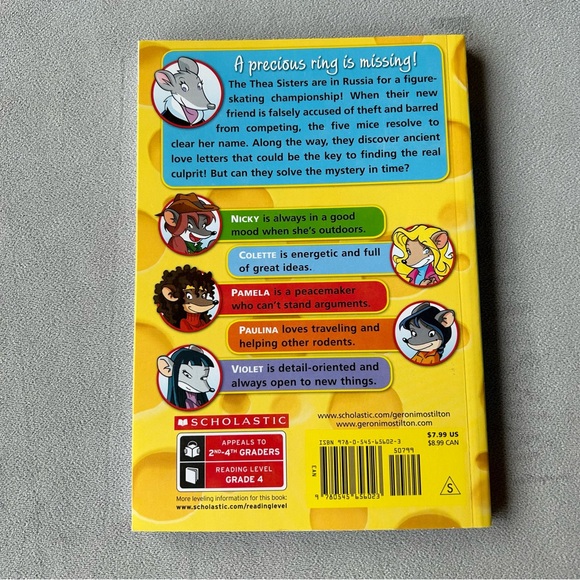 A precious ring is missing!
The Thea Sisters are in Russia for a figure-
skating championship! When their new
friend is falsely accused of theft and barred
from competing, the five mice resolve to
clear her name. Along the way, they discover ancient
love letters that could be the key to finding the real
culprit! But can they solve the mystery in time?
NICKY is always in a good
mood when she's outdoors.
COLETTE is energetic and full
of great ideas.
PAMELA is a peacemaker
who can't stand arguments.
PAULINA loves traveling and
helping other rodents.
VIOLET is detail-oriented and
always open to new things.
SCHOLASTIC
APPEALS TO
2ND–4TH GRADERS
READING LEVEL
GRADE 4
More leveling information for this book:
www.scholastic.com/readinglevel
www.scholastic.com/geronimostilton
www.geronimostilton.com
$7.99 US
$8.99 CAN
ISBN 978-0-545-65602-3
50799
EAN
9 780545 656023
S